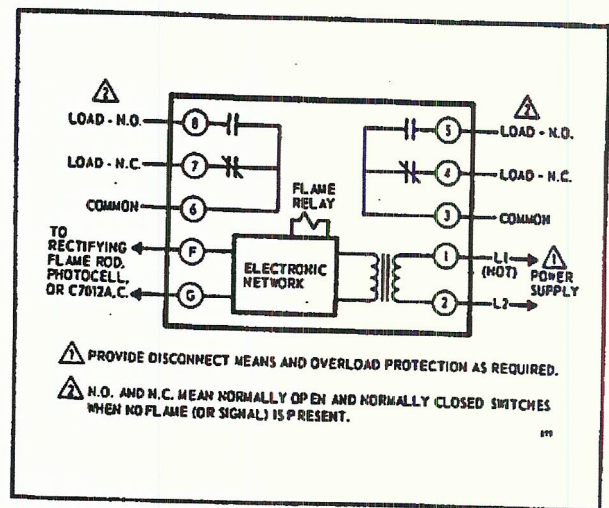 2 2
LOAD - N.O. 8 5 LOAD - N.O.
LOAD - N.C. 7 4 LOAD - N.C.
FLAME
RELAY
COMMON 6 3 COMMON
TO
RECTIFYING
FLAME ROD,
PHOTOCELL,
OR C7012A,C.
F
G
ELECTRONIC
NETWORK
1 L1
(HOT)
2 L2
1
POWER
SUPPLY
1 PROVIDE DISCONNECT MEANS AND OVERLOAD PROTECTION AS REQUIRED.
2 N.O. AND N.C. MEAN NORMALLY OPEN AND NORMALLY CLOSED SWITCHES
WHEN NO FLAME (OR SIGNAL) IS PRESENT.